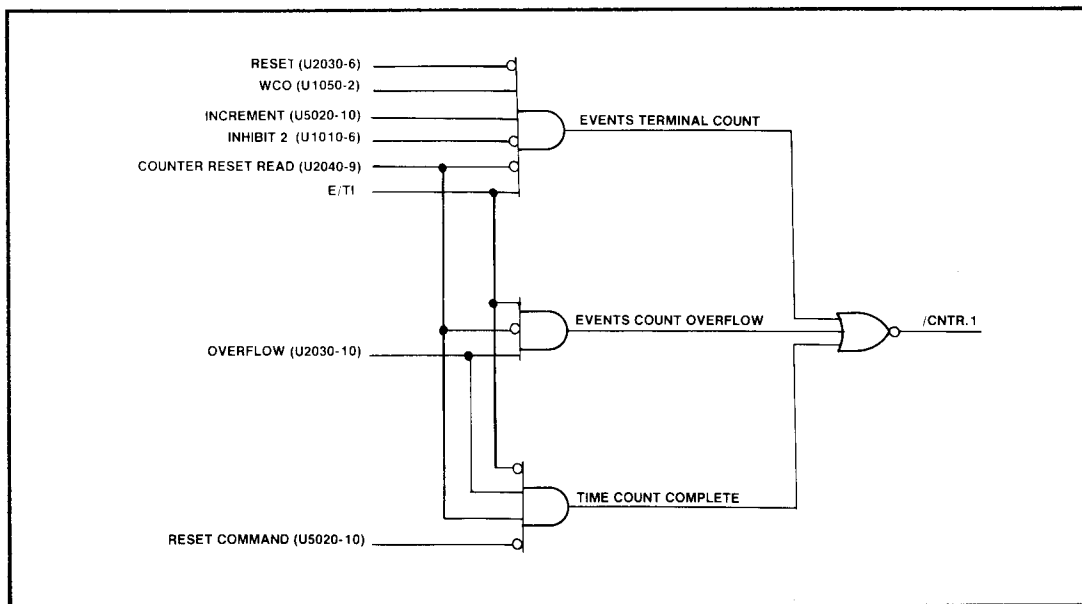 RESET (U2030-6)
WCO (U1050-2)
INCREMENT (U5020-10)
EVENTS TERMINAL COUNT
INHIBIT 2 (U1010-6)
COUNTER RESET READ (U2040-9)
E/TI
EVENTS COUNT OVERFLOW
/CNTR.1
OVERFLOW (U2030-10)
TIME COUNT COMPLETE
RESET COMMAND (U5020-10)